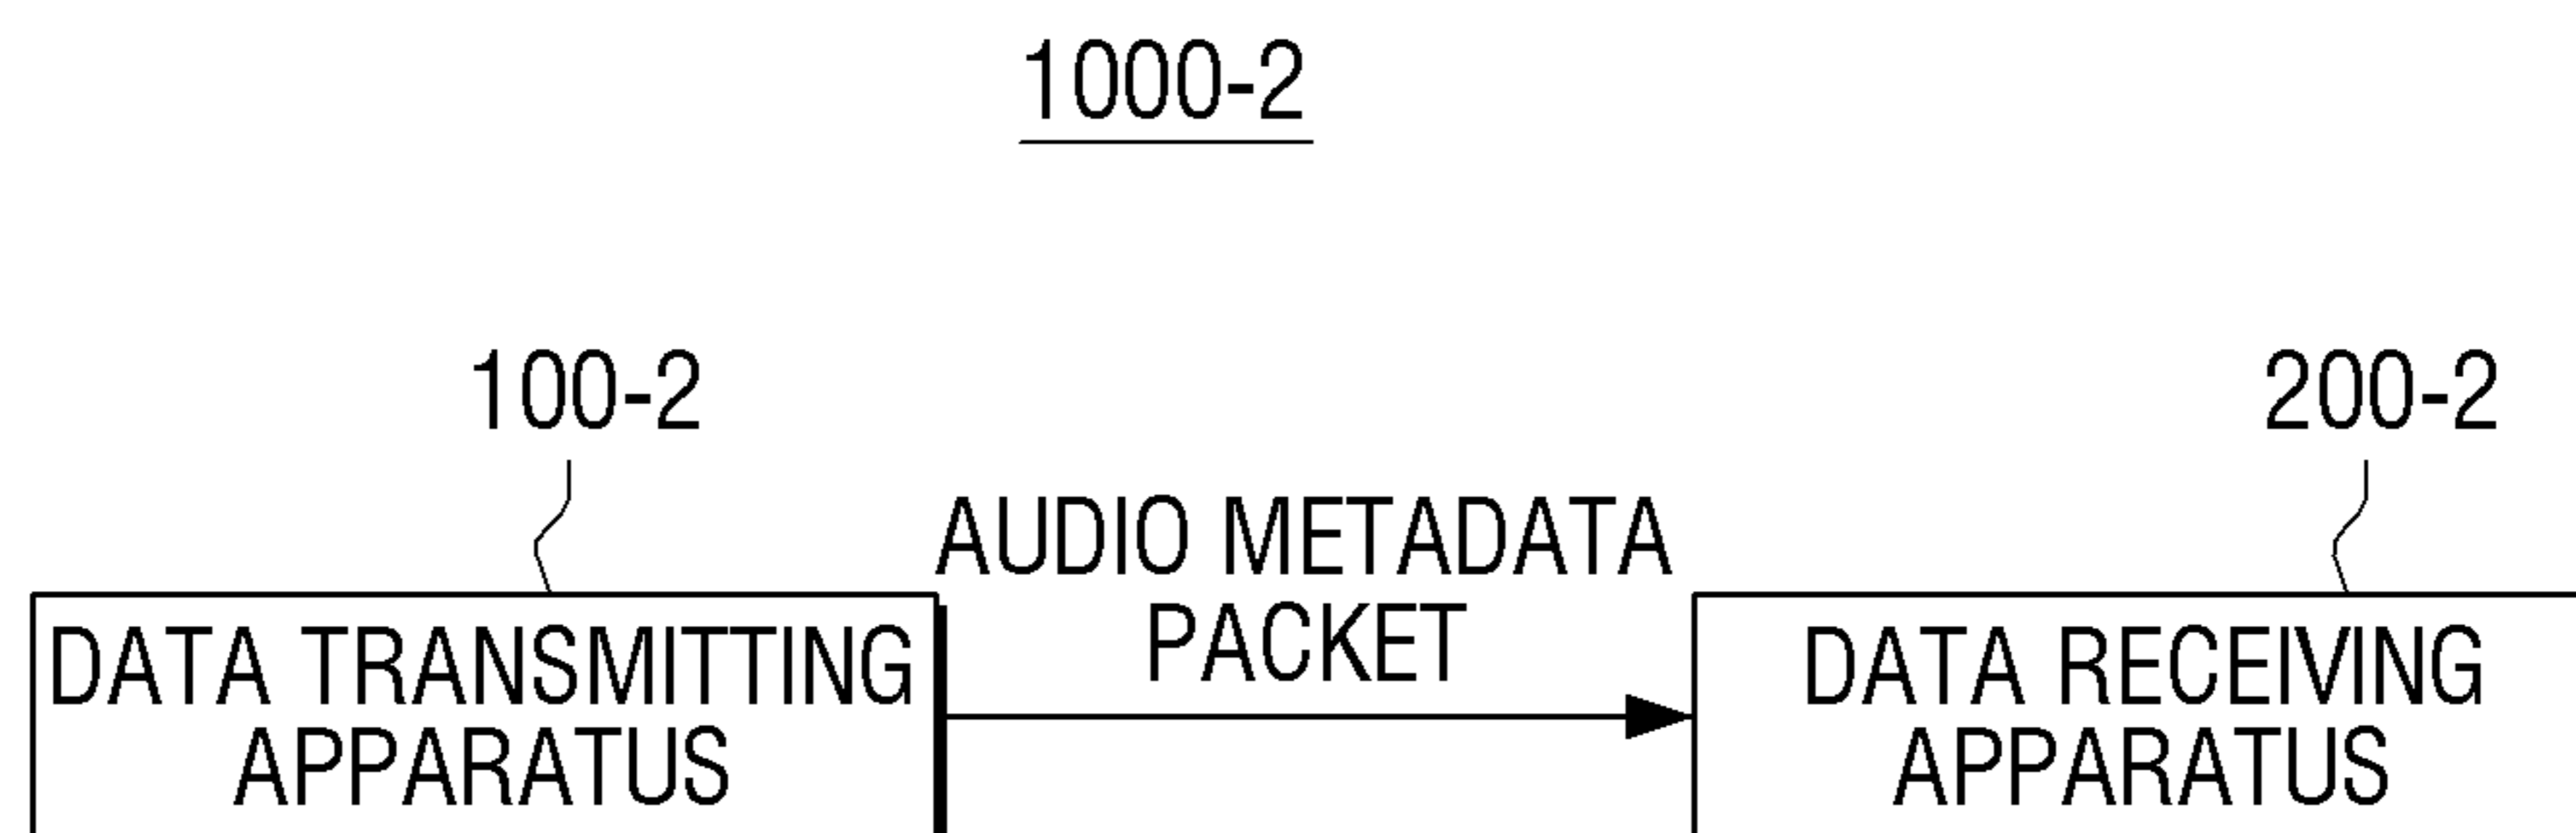 1000-2
100-2
200-2
AUDIO METADATA
PACKET
DATA TRANSMITTING
APPARATUS
DATA RECEIVING
APPARATUS